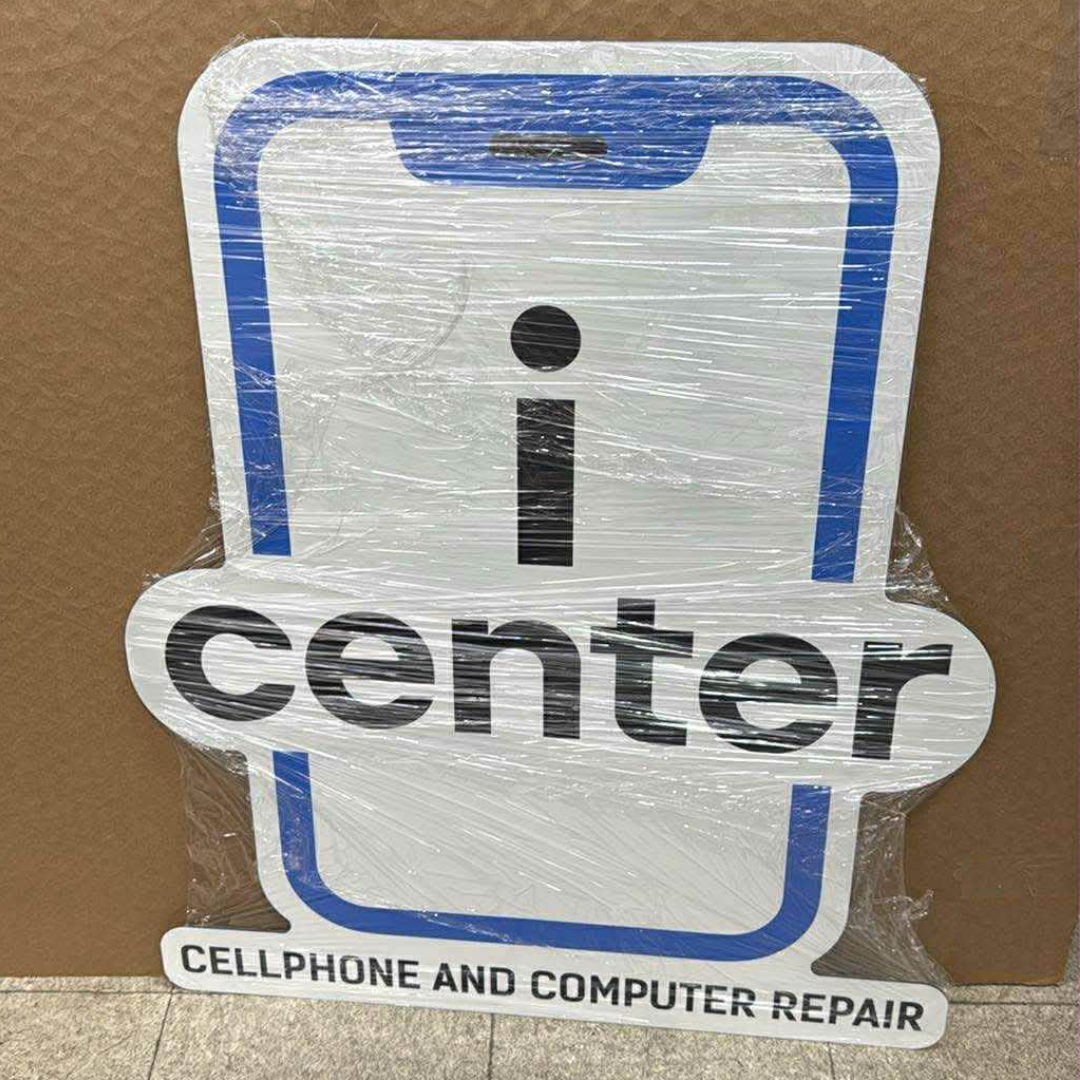 i
center
CELLPHONE AND COMPUTER REPAIR